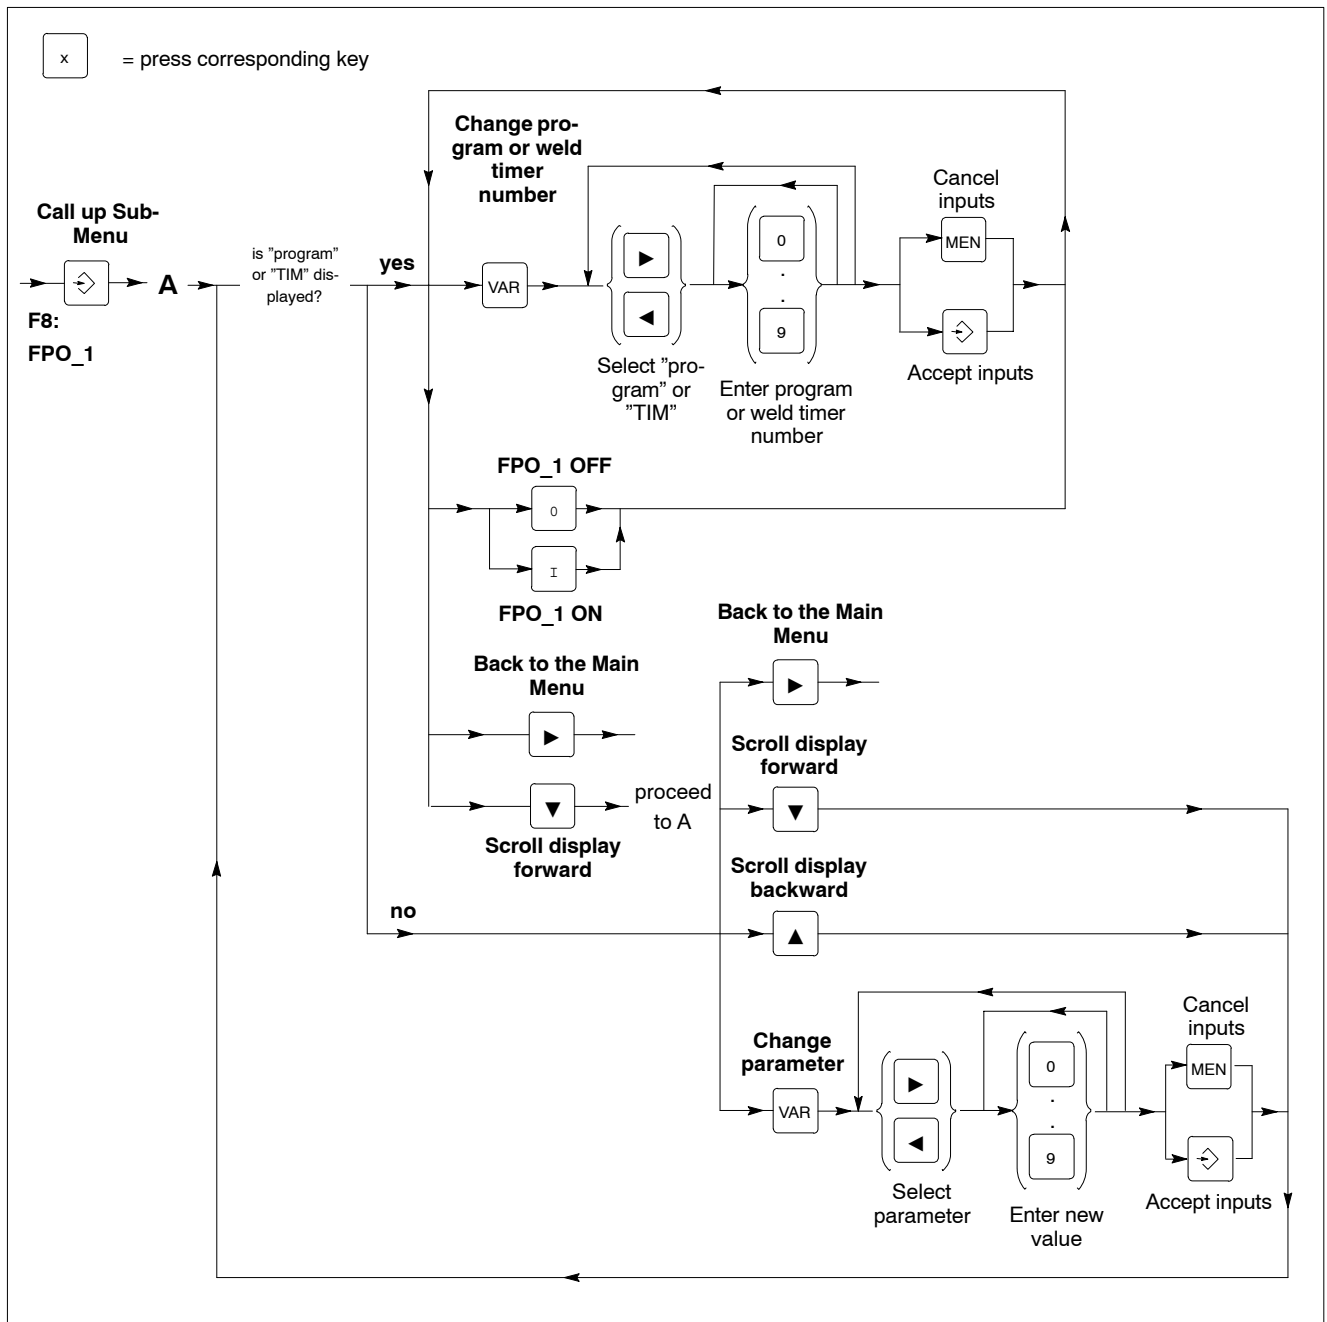 x
= press corresponding key
Change pro-
gram or weld
timer
number
Call up Sub-
Menu
F8:
FPO_1
A
is ”program”
or ”TIM” dis-
played?
yes
VAR
Select ”pro-
gram” or
”TIM”
0
.
.
9
Enter program
or weld timer
number
Cancel
inputs
MEN
Accept inputs
FPO_1 OFF
0
I
FPO_1 ON
Back to the Main
Menu
Scroll display
forward
proceed
to A
Back to the Main
Menu
Scroll display
forward
Scroll display
backward
no
Change
parameter
VAR
Select
parameter
0
.
.
9
Enter new
value
Cancel
inputs
MEN
Accept inputs